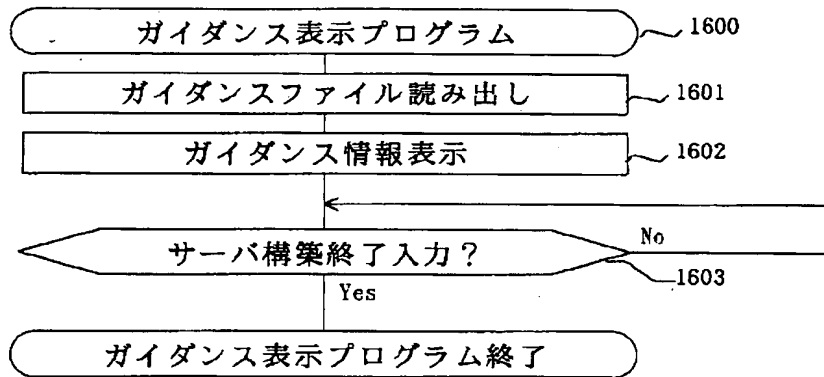 ガイダンス表示プログラム 1600
ガイダンスファイル読み出し 1601
ガイダンス情報表示 1602
サーバ構築終了入力? No
1603
Yes
ガイダンス表示プログラム終了